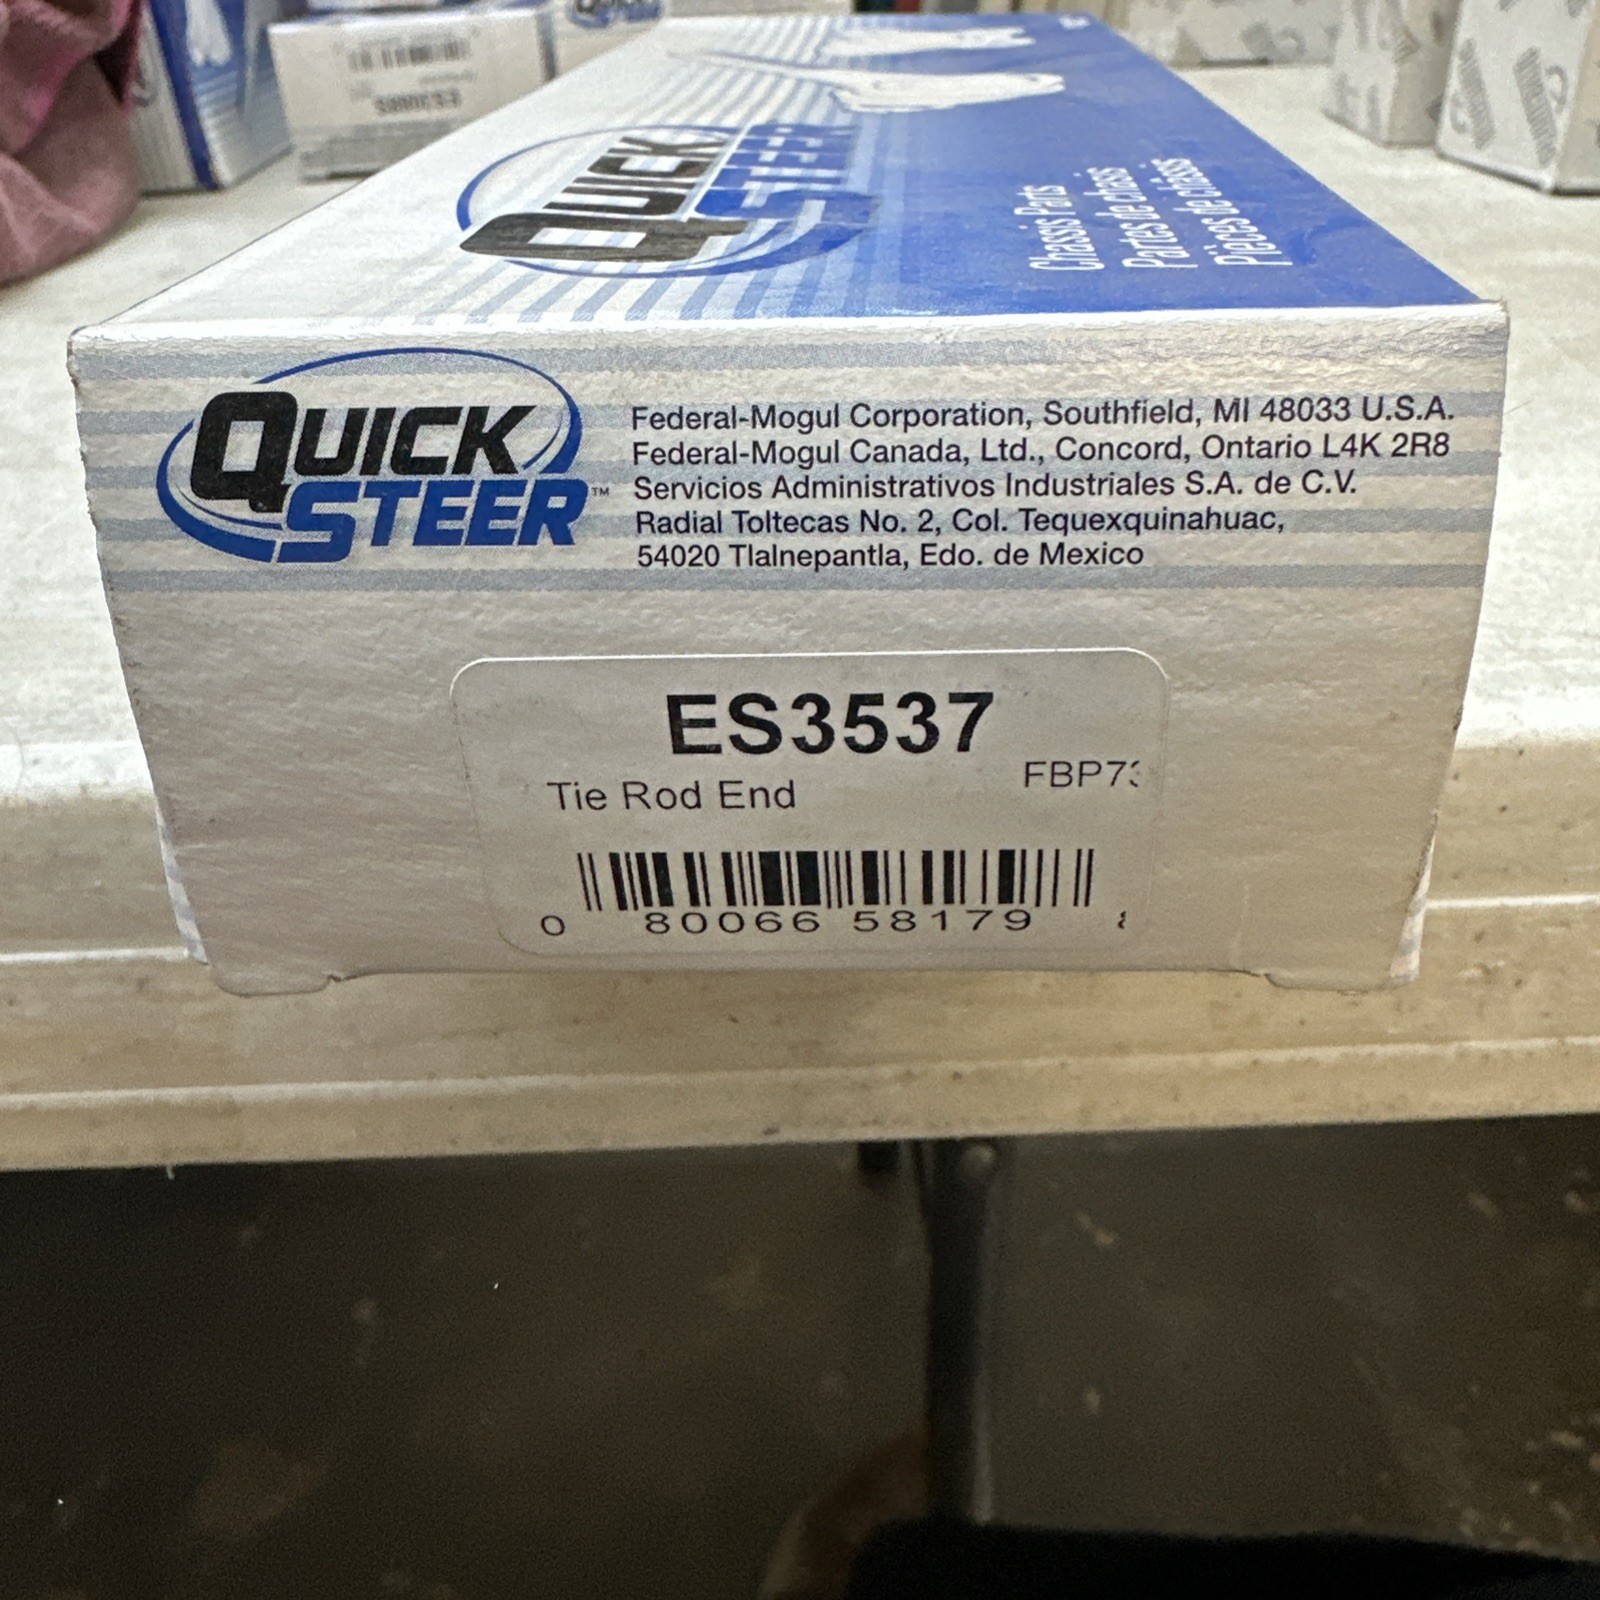 QUICK
STEER
Chassis Parts
Partes de chasis
Pièces de châssis
QUICK
STEER™
Federal-Mogul Corporation, Southfield, MI 48033 U.S.A.
Federal-Mogul Canada, Ltd., Concord, Ontario L4K 2R8
Servicios Administrativos Industriales S.A. de C.V.
Radial Toltecas No. 2, Col. Tequexquinahuac,
54020 Tlalnepantla, Edo. de Mexico
ES3537
Tie Rod End
FBP7
0 80066 58179